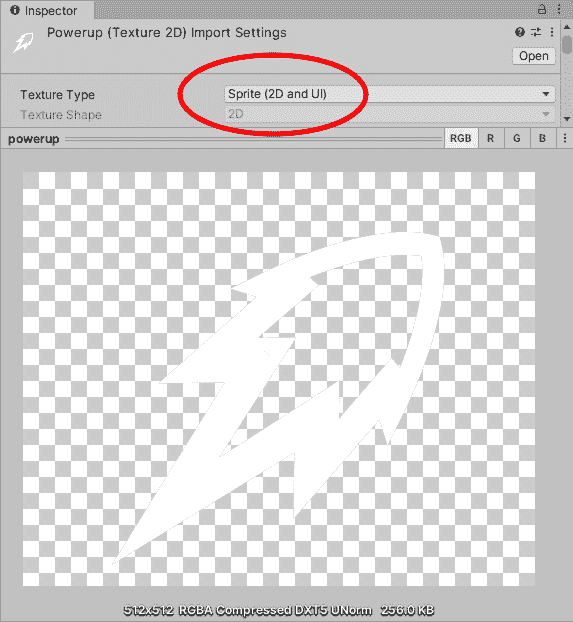 Inspector
Powerup (Texture 2D) Import Settings
Open
Texture Type Sprite (2D and UI)
Texture Shape 2D
powerup RGB R G B
512x512 RGBA Compressed DXT5 UNorm 256.0 KB